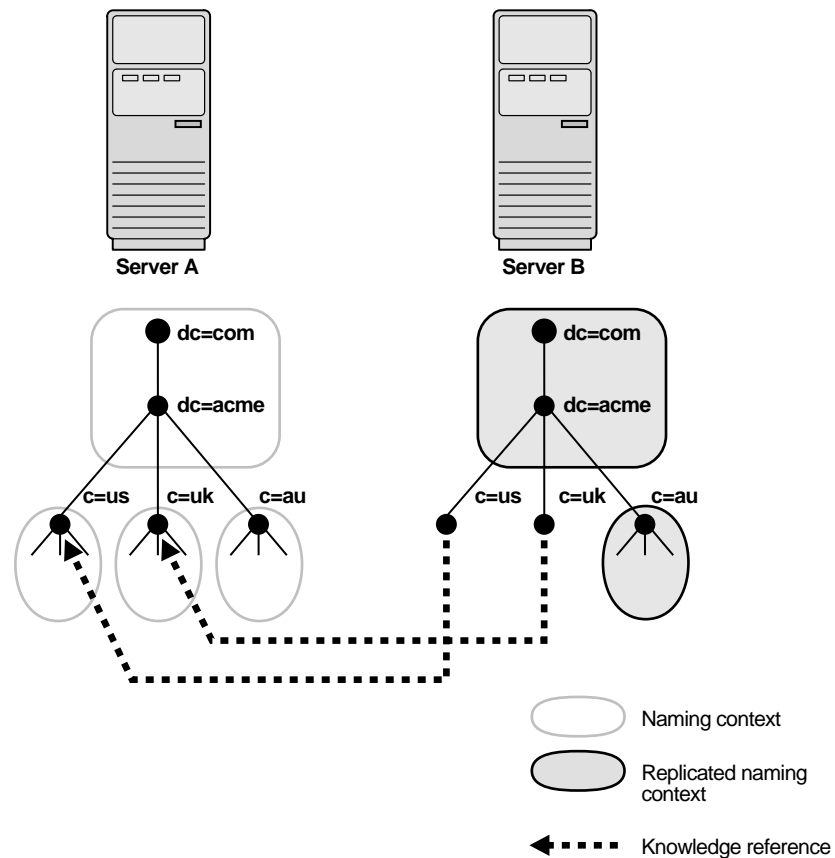 Server A
Server B
dc=com
dc=acme
c=us
c=uk
c=au
dc=com
dc=acme
c=us
c=uk
c=au
Naming context
Replicated naming
context
Knowledge reference